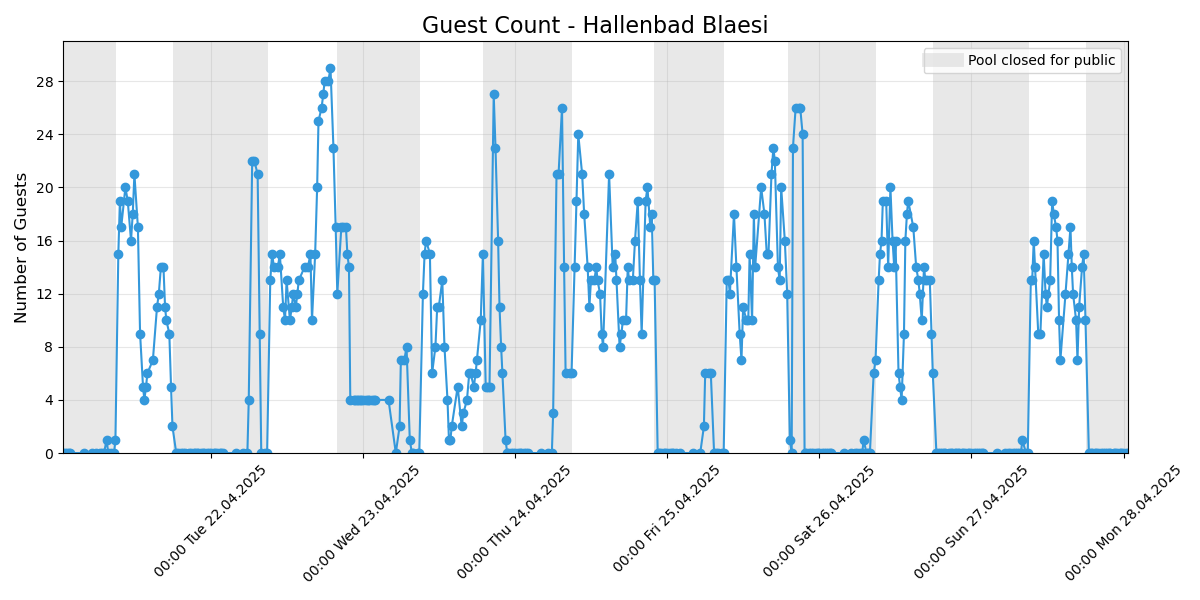 Guest Count - Hallenbad Blaesi
Pool closed for public
Number of Guests
28
24
20
16
12
8
4
0
00:00 Tue 22.04.2025
00:00 Wed 23.04.2025
00:00 Thu 24.04.2025
00:00 Fri 25.04.2025
00:00 Sat 26.04.2025
00:00 Sun 27.04.2025
00:00 Mon 28.04.2025